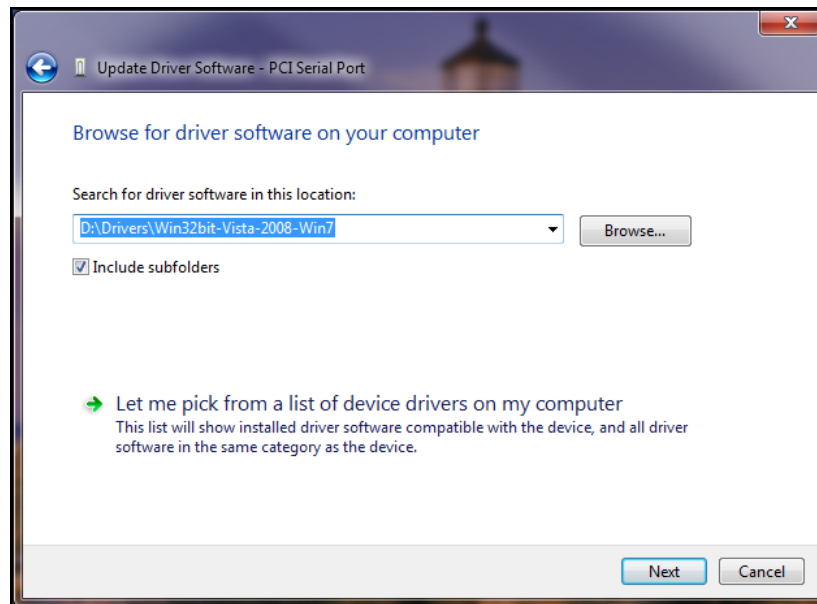 Update Driver Software - PCI Serial Port
Browse for driver software on your computer
Search for driver software in this location:
D:\Drivers\Win32bit-Vista-2008-Win7
Browse...
Include subfolders
Let me pick from a list of device drivers on my computer
This list will show installed driver software compatible with the device, and all driver
software in the same category as the device.
Next
Cancel